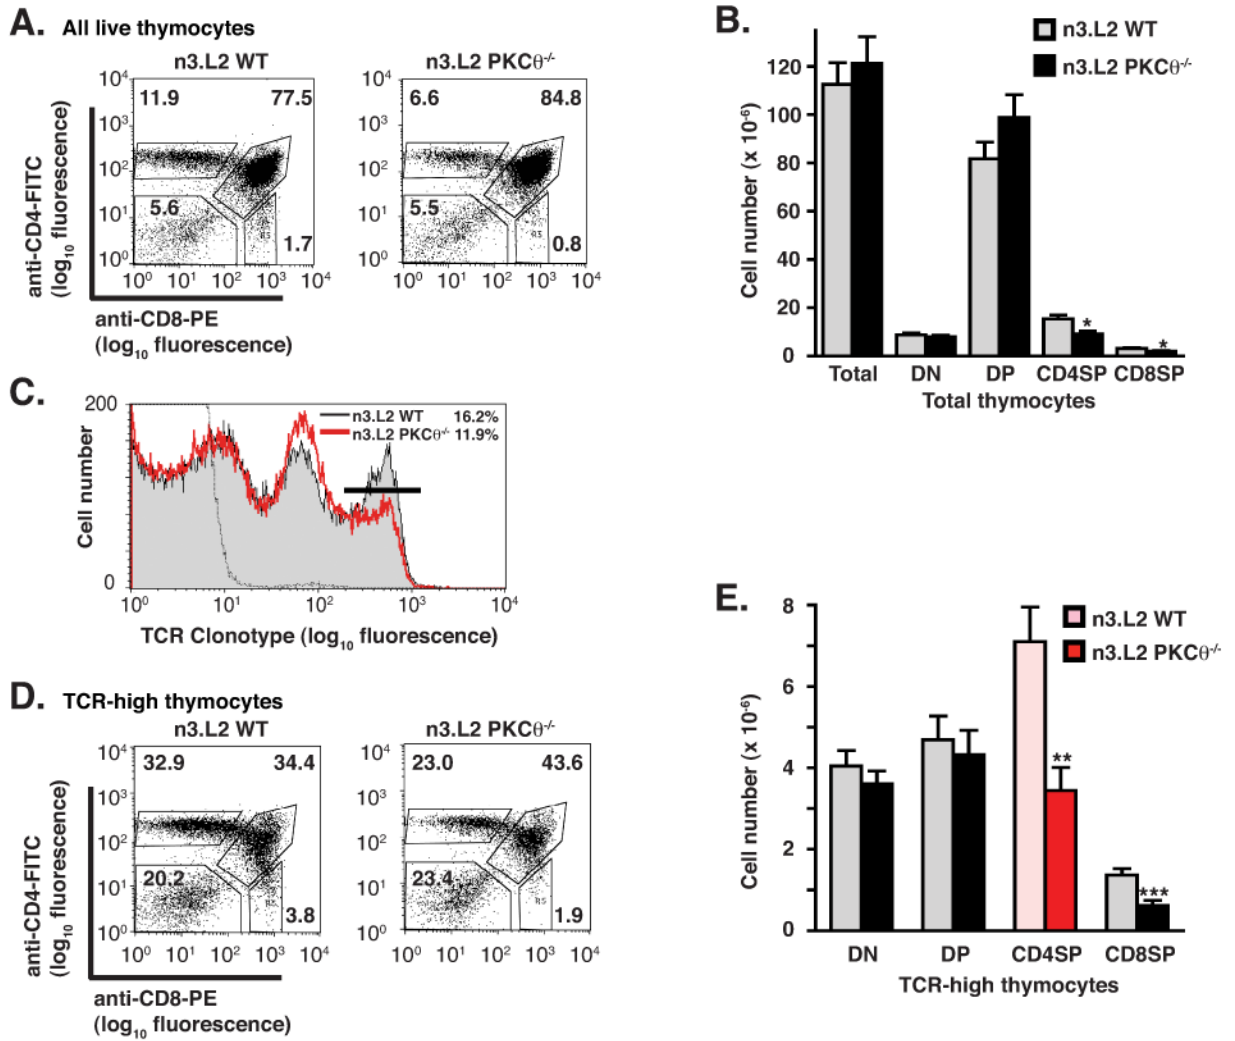 A. All live thymocytes
n3.L2 WT
n3.L2 PKCθ-/-
10⁴
10³
10²
10¹
10⁰
11.9
77.5
5.6
R5
1.7
10⁰ 10¹ 10² 10³ 10⁴
10⁴
10³
10²
10¹
10⁰
6.6
84.8
5.5
R5
0.8
10⁰ 10¹ 10² 10³ 10⁴
anti-CD4-FITC
(log₁₀ fluorescence)
anti-CD8-PE
(log₁₀ fluorescence)
B.
n3.L2 WT
n3.L2 PKCθ-/-
Cell number (x 10⁻⁶)
120
100
80
60
40
20
0
*
*
Total DN DP CD4SP CD8SP
Total thymocytes
C.
200
0
Cell number
n3.L2 WT 16.2%
n3.L2 PKCθ-/- 11.9%
10⁰ 10¹ 10² 10³ 10⁴
TCR Clonotype (log₁₀ fluorescence)
D. TCR-high thymocytes
n3.L2 WT
n3.L2 PKCθ-/-
10⁴
10³
10²
10¹
10⁰
32.9
34.4
20.2
R5
3.8
10⁰ 10¹ 10² 10³ 10⁴
10⁴
10³
10²
10¹
10⁰
23.0
43.6
23.4
R5
1.9
10⁰ 10¹ 10² 10³ 10⁴
anti-CD4-FITC
(log₁₀ fluorescence)
anti-CD8-PE
(log₁₀ fluorescence)
E.
n3.L2 WT
n3.L2 PKCθ-/-
Cell number (x 10⁻⁶)
8
6
4
2
0
**
***
DN DP CD4SP CD8SP
TCR-high thymocytes